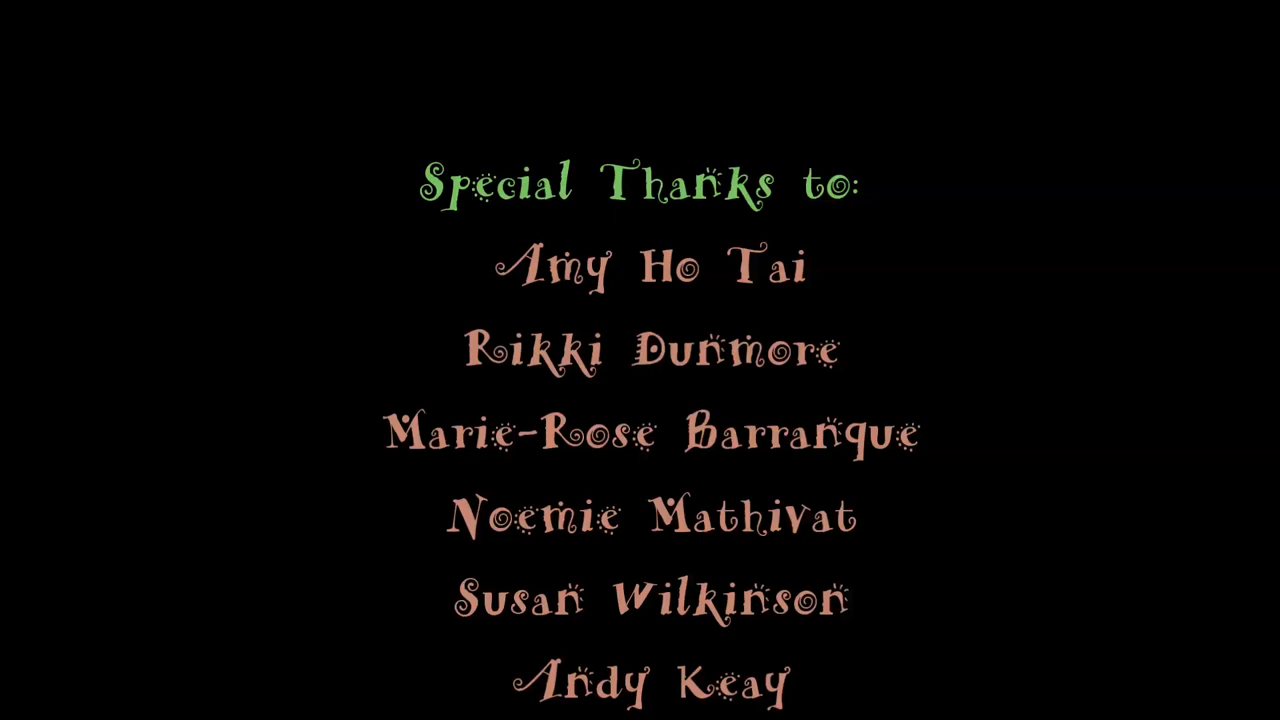 Special Thanks to:
Amy Ho Tai
Rikki Dunmore
Marie-Rose Barranque
Noemie Mathivat
Susan Wilkinson
Andy Keay